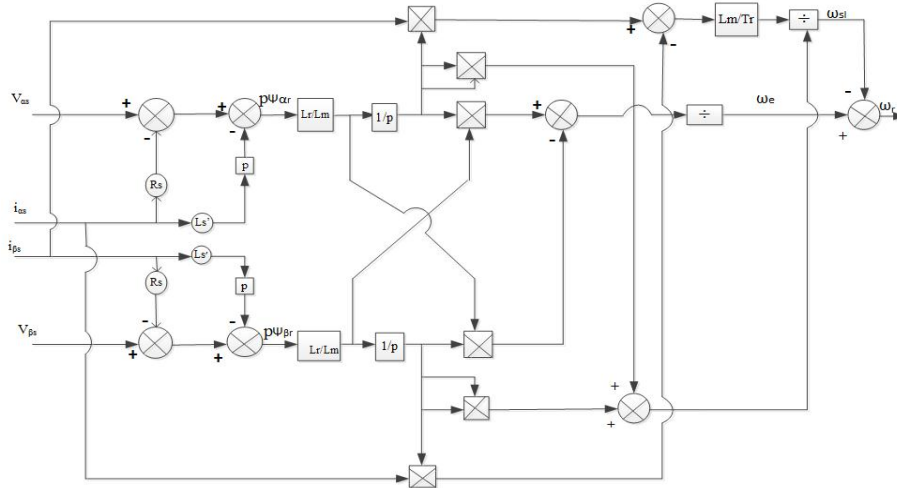 +
-
Lm/Tr
÷
ωsl
Vαs
+
-
+
-
pΨαr
Lr/Lm
1/p
+
-
÷
ωe
-
+
ωr
p
Rs
iαs
Ls'
iβs
Ls'
Rs
p
-
-
Vβs
+
+
pΨβr
Lr/Lm
1/p
+
+